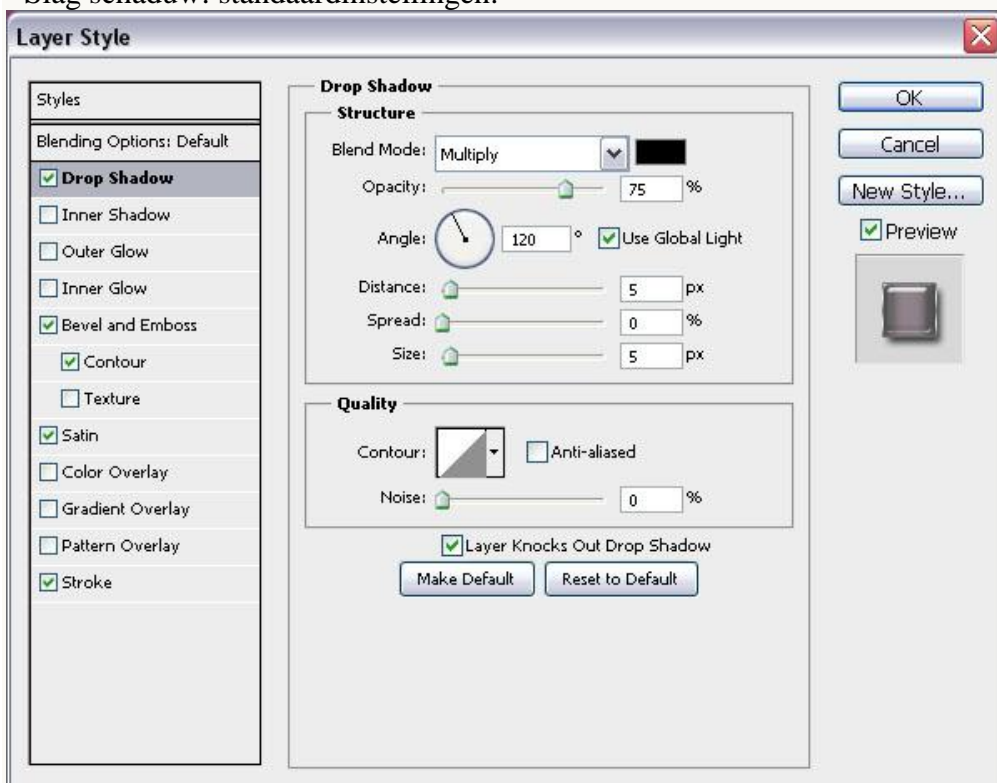 Slag schaduw: standaardinstellingen.
Layer Style
Styles
Blending Options: Default
Drop Shadow
Inner Shadow
Outer Glow
Inner Glow
Bevel and Emboss
Contour
Texture
Satin
Color Overlay
Gradient Overlay
Pattern Overlay
Stroke
Drop Shadow
Structure
Blend Mode: Multiply
Opacity: 75 %
Angle: 120 ° Use Global Light
Distance: 5 px
Spread: 0 %
Size: 5 px
Quality
Contour: Anti-aliased
Noise: 0 %
Layer Knocks Out Drop Shadow
Make Default Reset to Default
OK
Cancel
New Style...
Preview